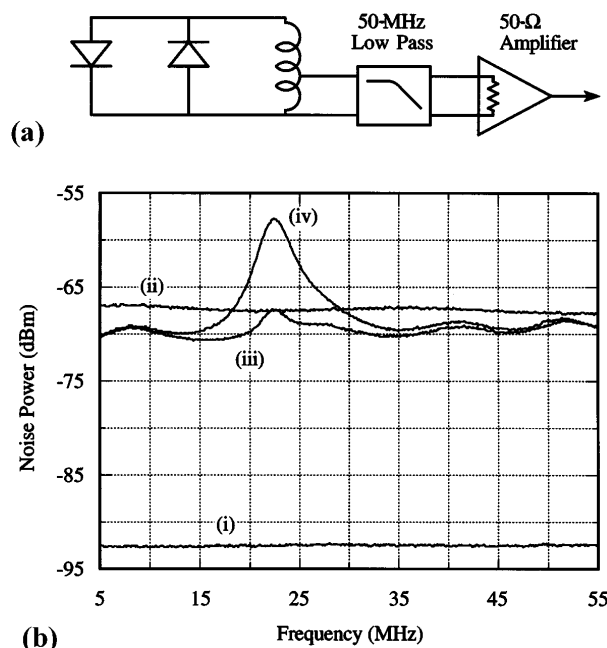 50-MHz
Low Pass
50-Ω
Amplifier
(a)
-55
-65
-75
-85
-95
Noise Power (dBm)
(iv)
(ii)
(iii)
(i)
5 15 25 35 45 55
Frequency (MHz)
(b)